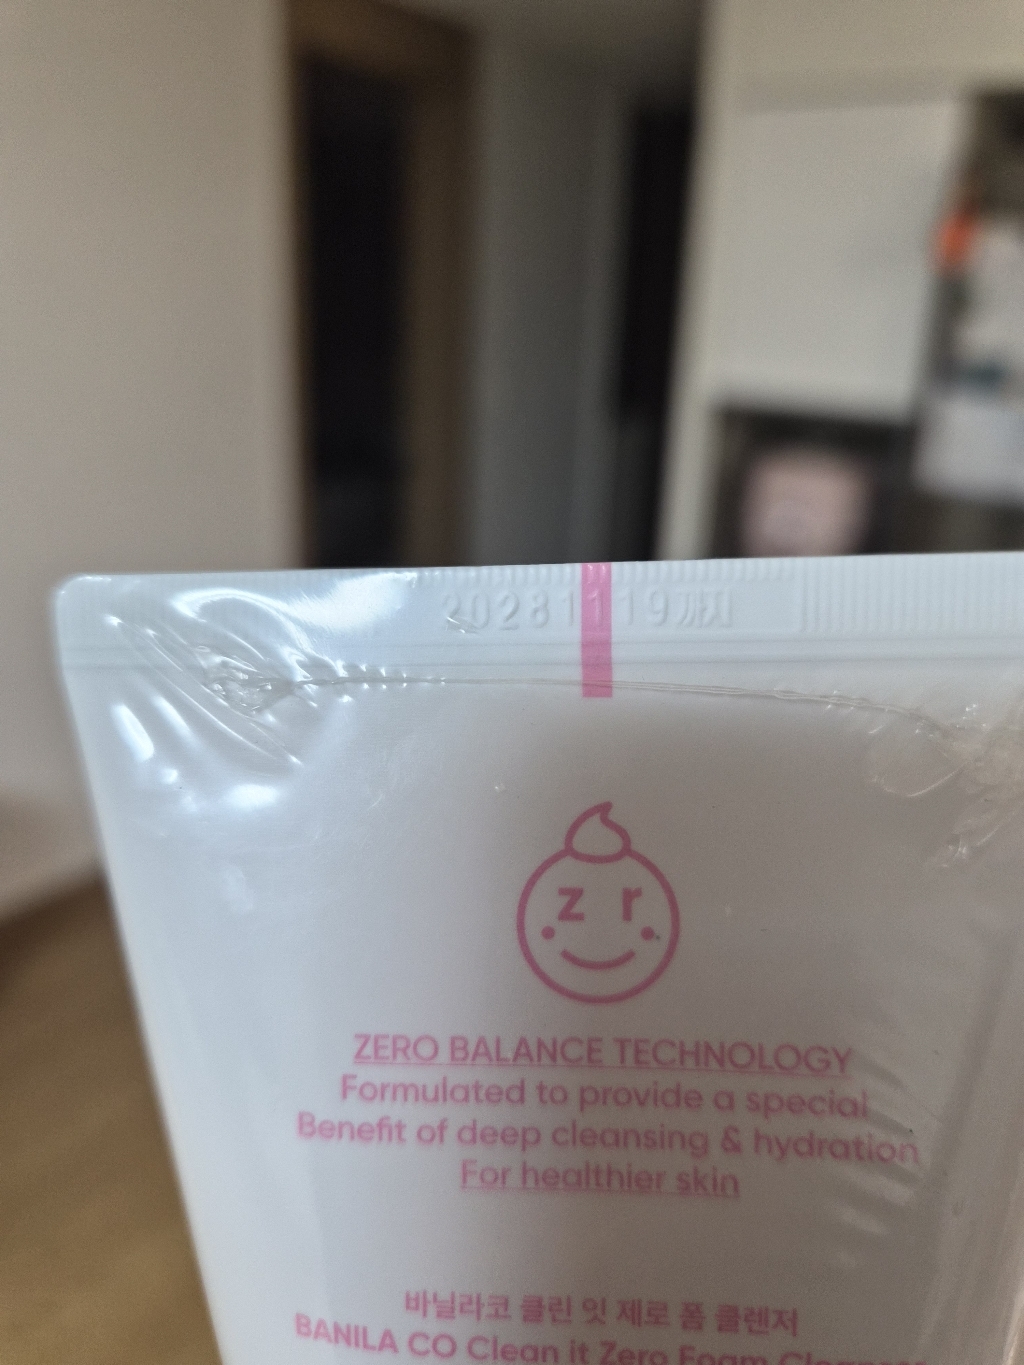 20281119까지
z r
ZERO BALANCE TECHNOLOGY
Formulated to provide a special
Benefit of deep cleansing & hydration
For healthier skin
바닐라코 클린 잇 제로 폼 클렌저
BANILA CO Clean it Zero Foam